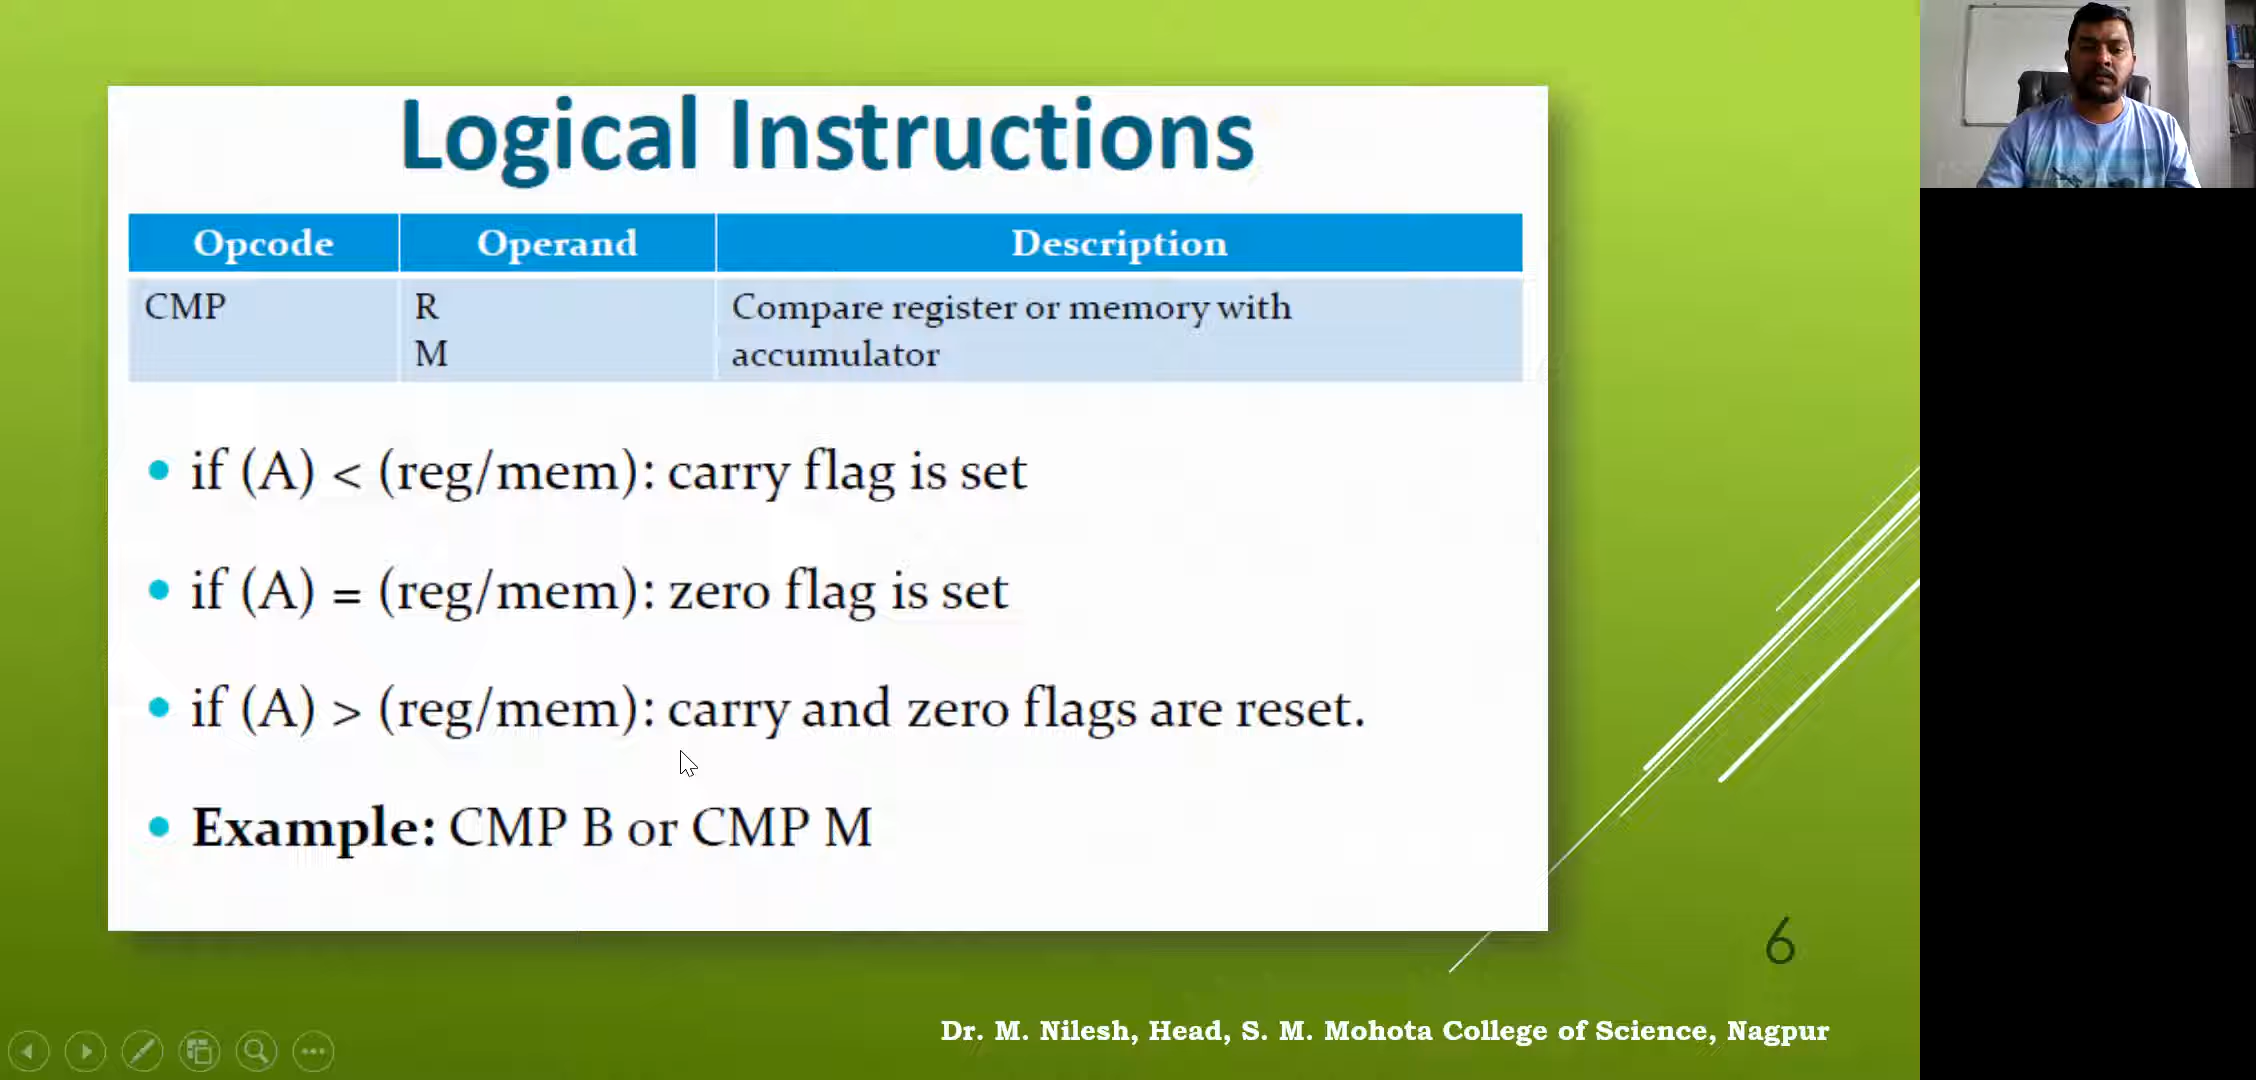 Logical Instructions
Opcode Operand Description
CMP R Compare register or memory with
M accumulator
if (A) < (reg/mem): carry flag is set
if (A) = (reg/mem): zero flag is set
if (A) > (reg/mem): carry and zero flags are reset.
Example: CMP B or CMP M
6
Dr. M. Nilesh, Head, S. M. Mohota College of Science, Nagpur